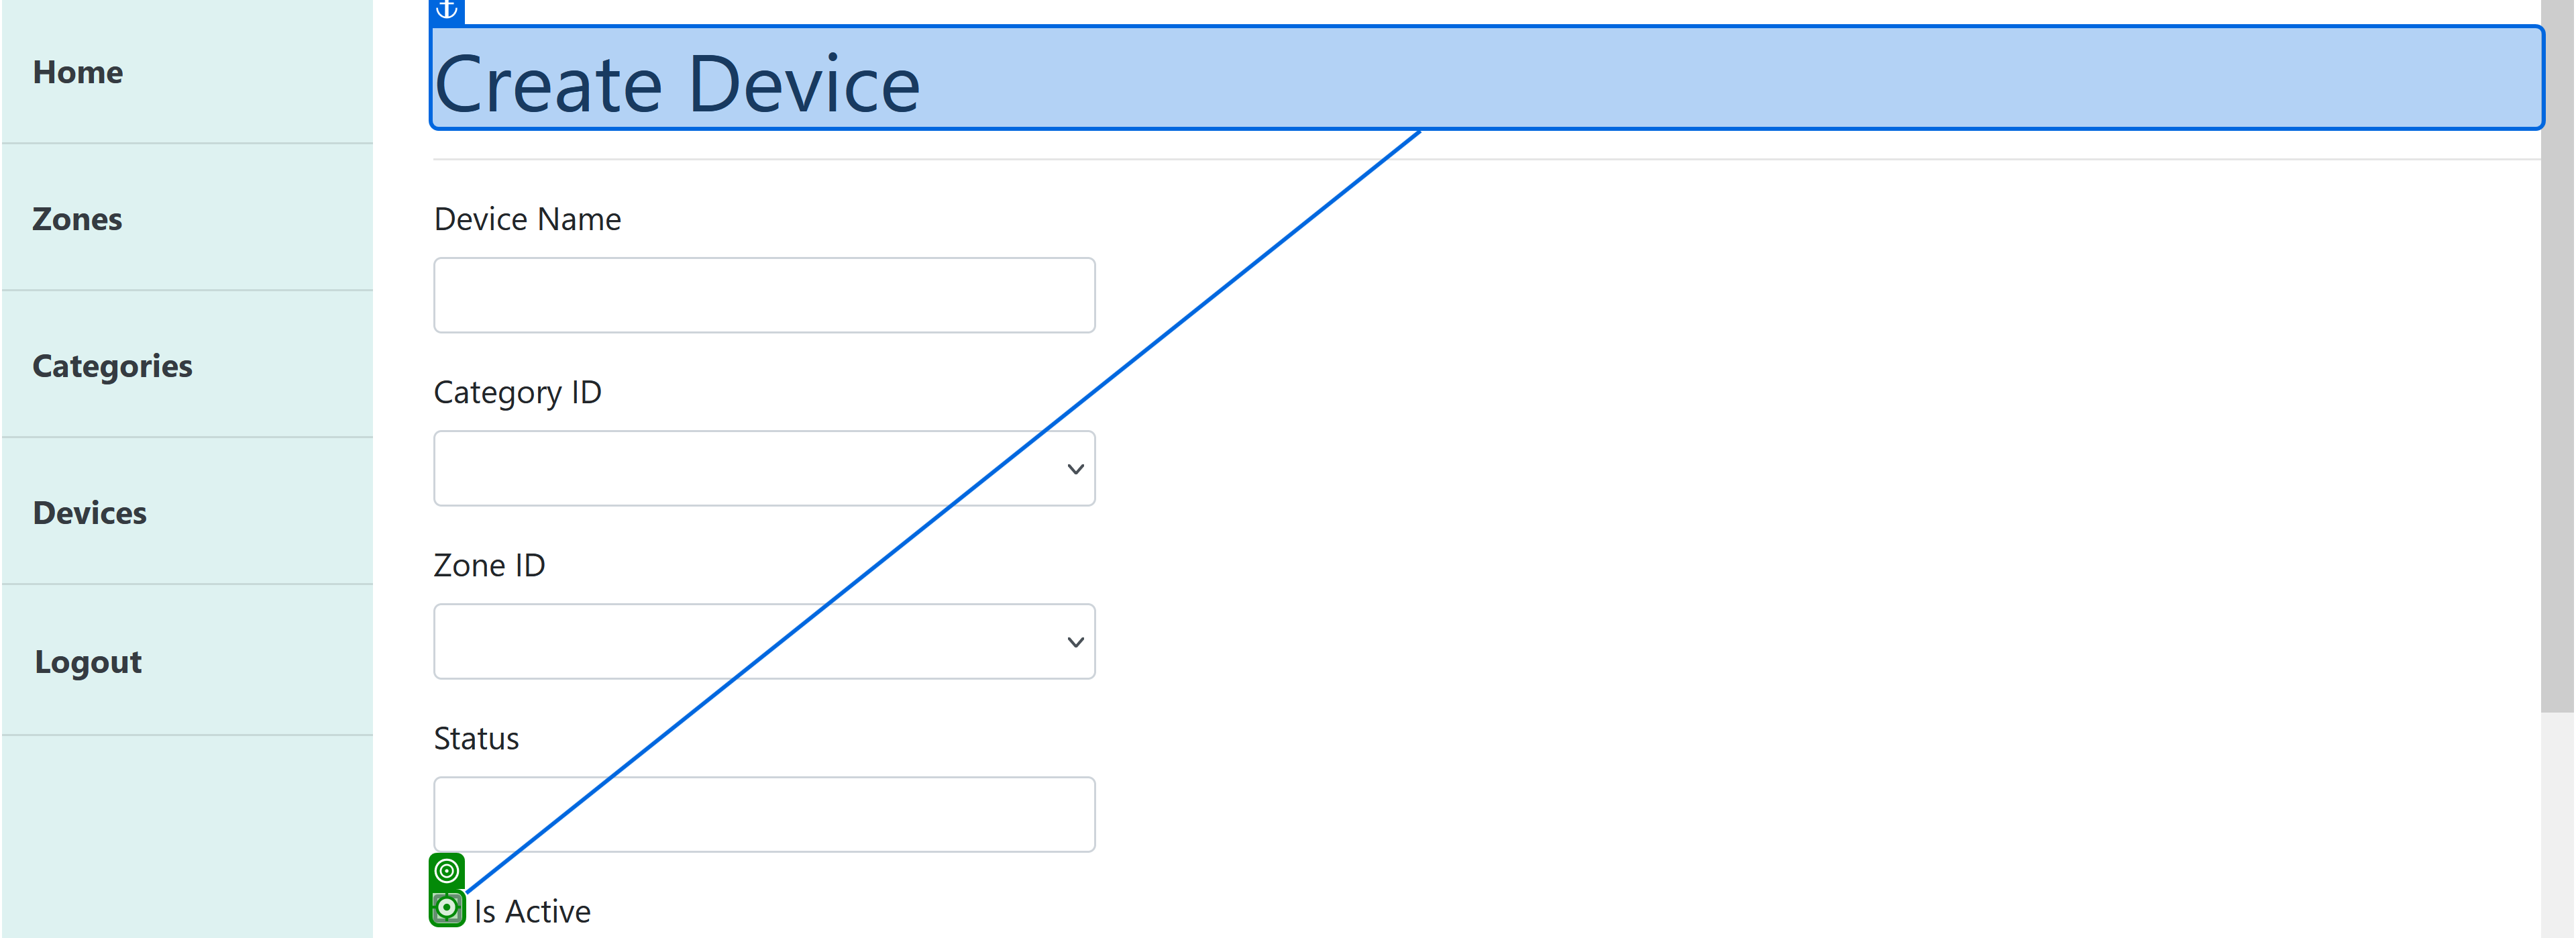 Home
Zones
Categories
Devices
Logout
Create Device
Device Name
Category ID
Zone ID
Status
Is Active